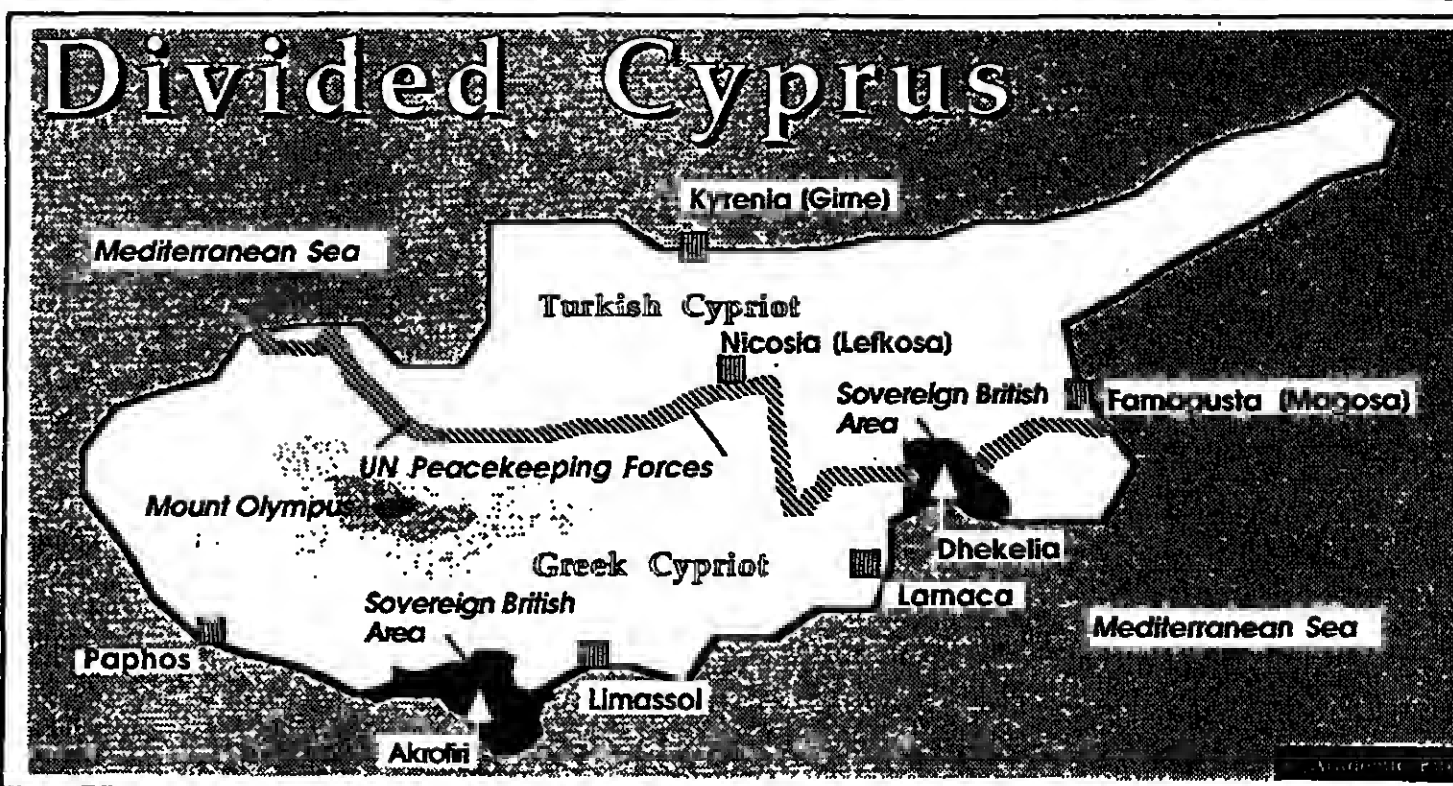 Divided Cyprus
Kyrenia (Girne)
Mediterranean Sea
Turkish Cypriot
Nicosia (Lefkosa)
Sovereign British
Area
Famagusta (Magosa)
UN Peacekeeping Forces
Mount Olympus
Dhekelia
Greek Cypriot
Larnaca
Sovereign British
Area
Mediterranean Sea
Paphos
Limassol
Akrofiri